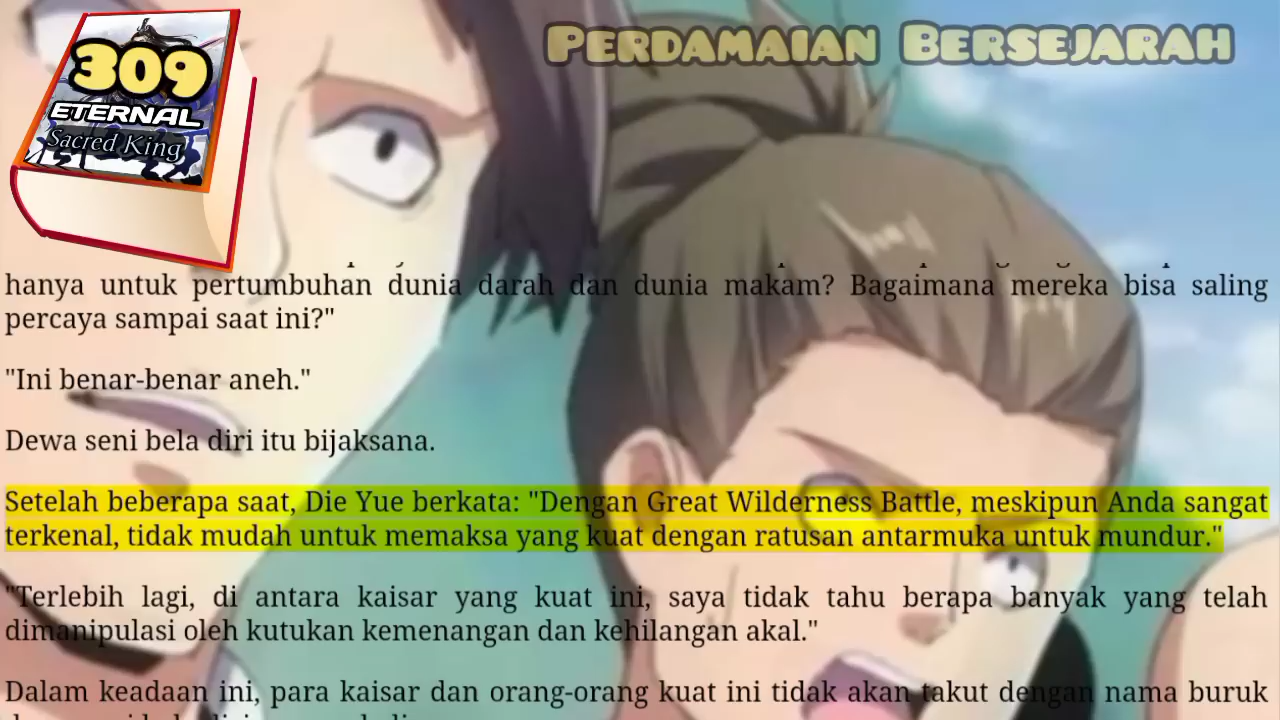 PERDAMAIAN BERSEJARAH
309
ETERNAL
Sacred King
hanya untuk pertumbuhan dunia darah dan dunia makam? Bagaimana mereka bisa saling
percaya sampai saat ini?"
"Ini benar-benar aneh."
Dewa seni bela diri itu bijaksana.
Setelah beberapa saat, Die Yue berkata: "Dengan Great Wilderness Battle, meskipun Anda sangat
terkenal, tidak mudah untuk memaksa yang kuat dengan ratusan antarmuka untuk mundur."
"Terlebih lagi, di antara kaisar yang kuat ini, saya tidak tahu berapa banyak yang telah
dimanipulasi oleh kutukan kemenangan dan kehilangan akal."
Dalam keadaan ini, para kaisar dan orang-orang kuat ini tidak akan takut dengan nama buruk